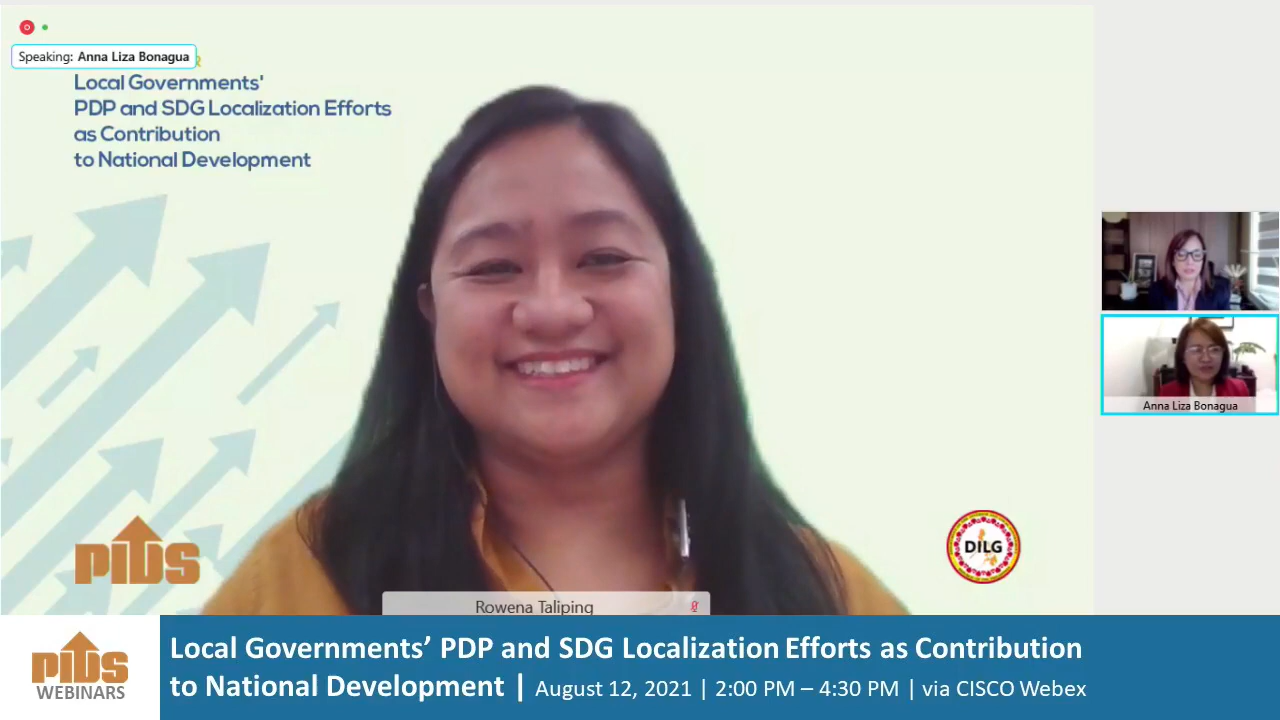 Speaking: Anna Liza Bonagua
Local Governments'
PDP and SDG Localization Efforts
as Contribution
to National Development
Anna Liza Bonagua
PIDS
DILG
Rowena Taliping
PIDS
WEBINARS
Local Governments' PDP and SDG Localization Efforts as Contribution
to National Development | August 12, 2021 | 2:00 PM – 4:30 PM | via CISCO Webex